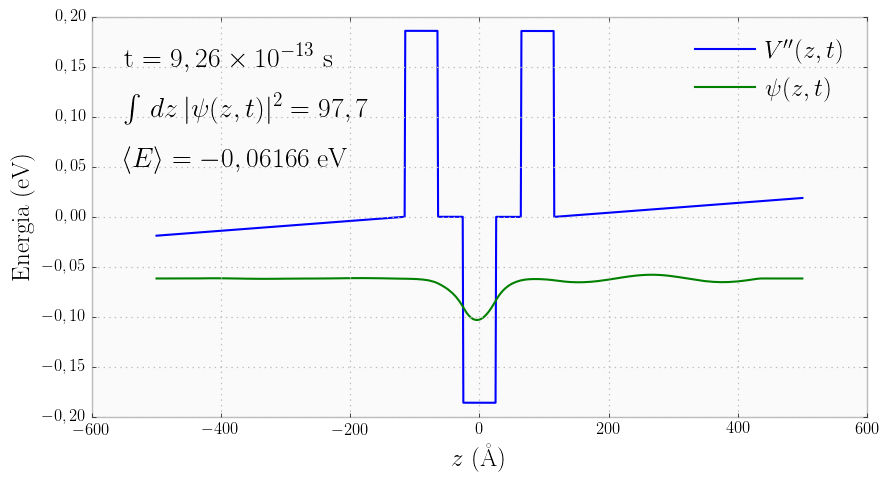 t = 9,26 × 10⁻¹³ s
∫ dz |ψ(z,t)|² = 97,7
⟨E⟩ = −0,06166 eV
V′′(z,t)
ψ(z,t)
Energia (eV)
0,20
0,15
0,10
0,05
0,00
−0,05
−0,10
−0,15
−0,20
−600 −400 −200 0 200 400 600
z (Å)